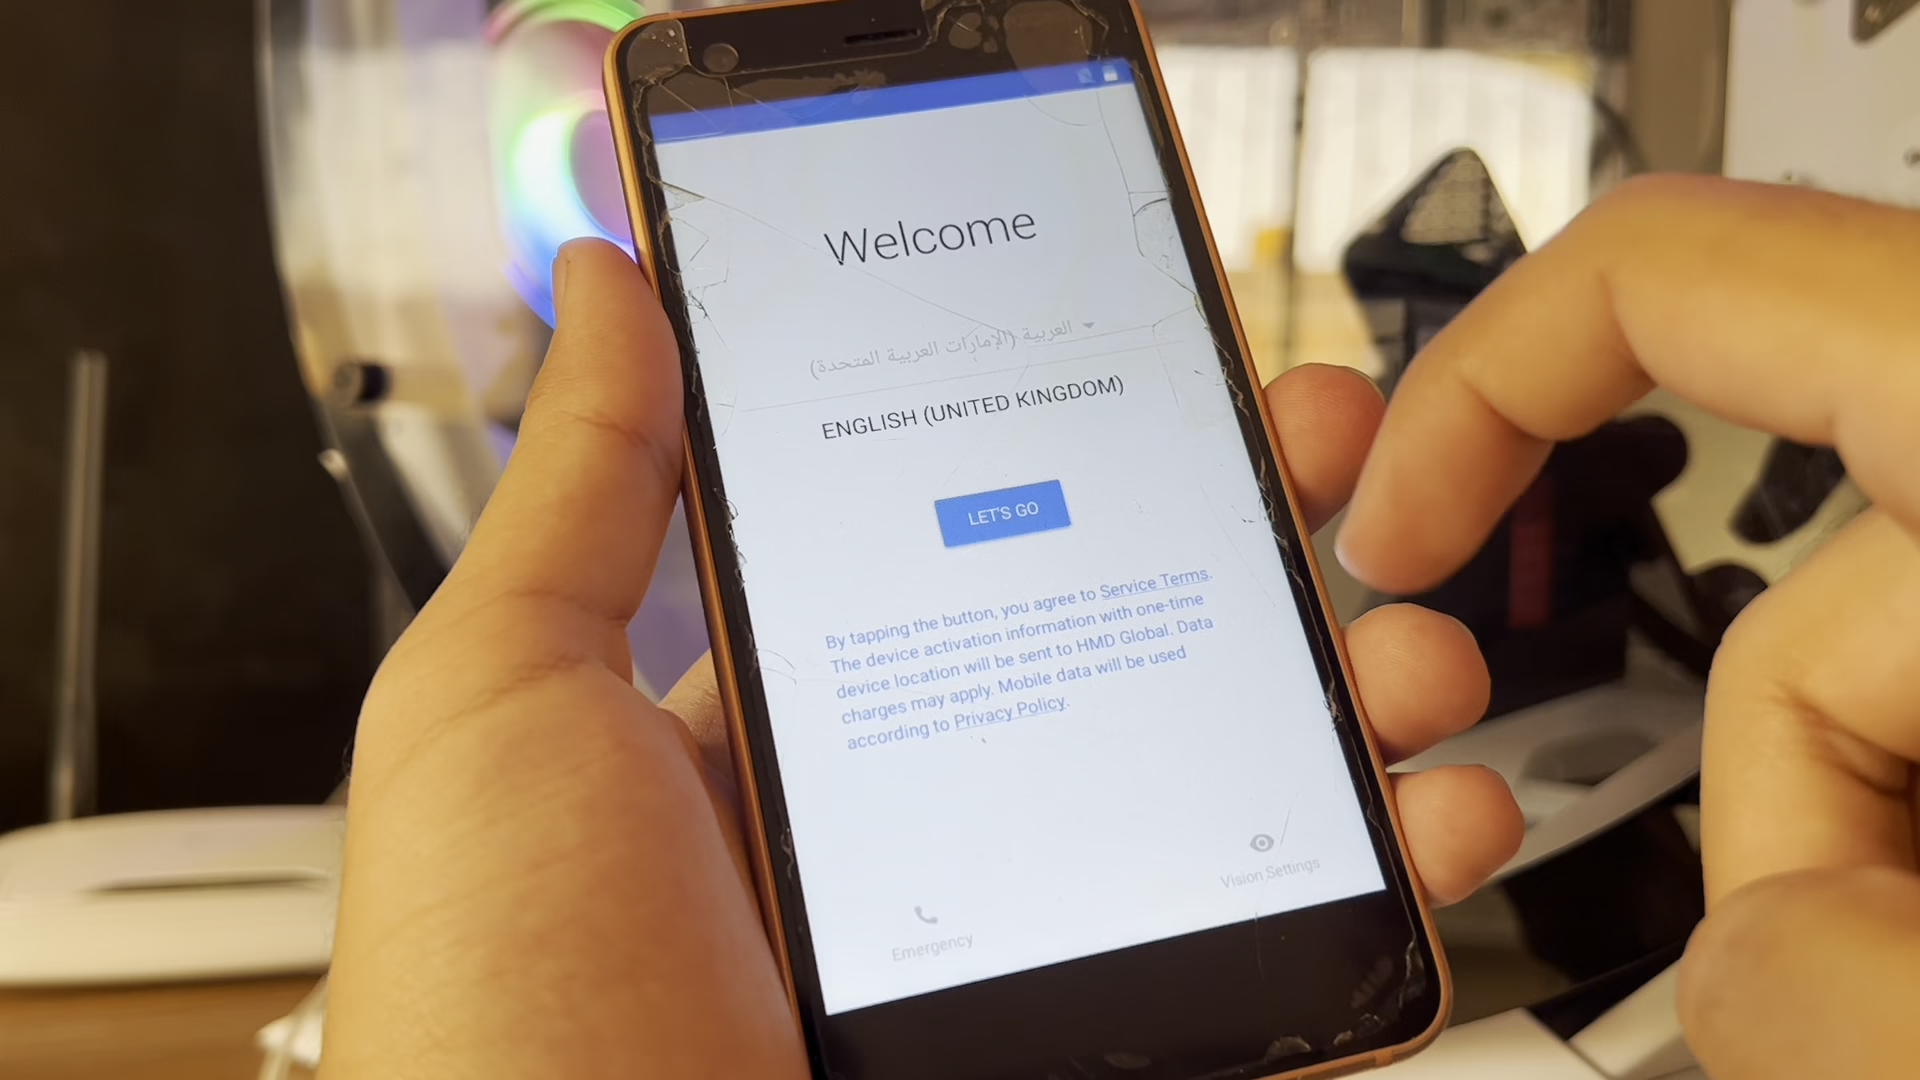 Welcome
العربية (الإمارات العربية المتحدة)
ENGLISH (UNITED KINGDOM)
LET'S GO
By tapping the button, you agree to Service Terms.
The device activation information with one-time
device location will be sent to HMD Global. Data
charges may apply. Mobile data will be used
according to Privacy Policy.
Vision Settings
Emergency